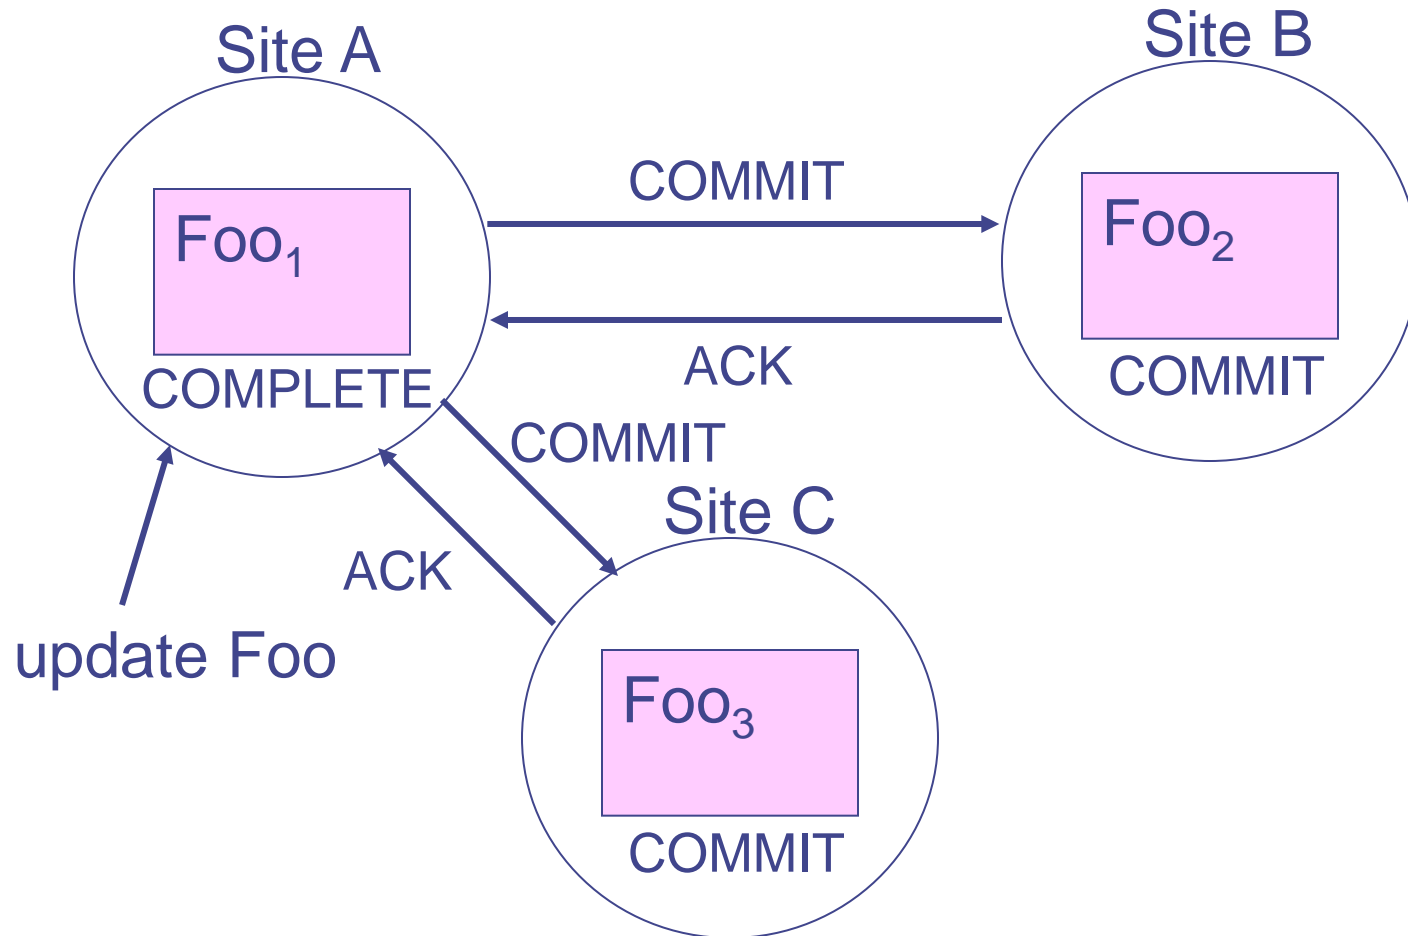 Site A
Site B
COMMIT
Foo₁
Foo₂
ACK
COMPLETE
COMMIT
COMMIT
Site C
ACK
update Foo
Foo₃
COMMIT